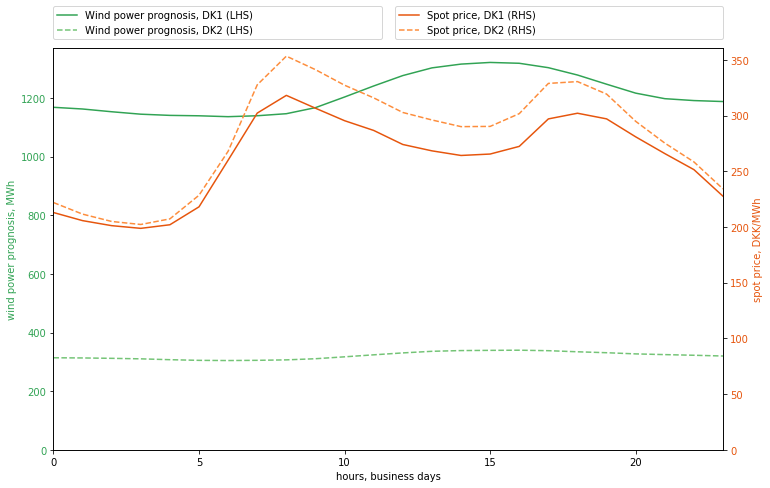 Wind power prognosis, DK1 (LHS)
Wind power prognosis, DK2 (LHS)
Spot price, DK1 (RHS)
Spot price, DK2 (RHS)
wind power prognosis, MWh
1200
1000
800
600
400
200
0
350
300
250
200
150
100
50
0
spot price, DKK/MWh
0 5 10 15 20
hours, business days